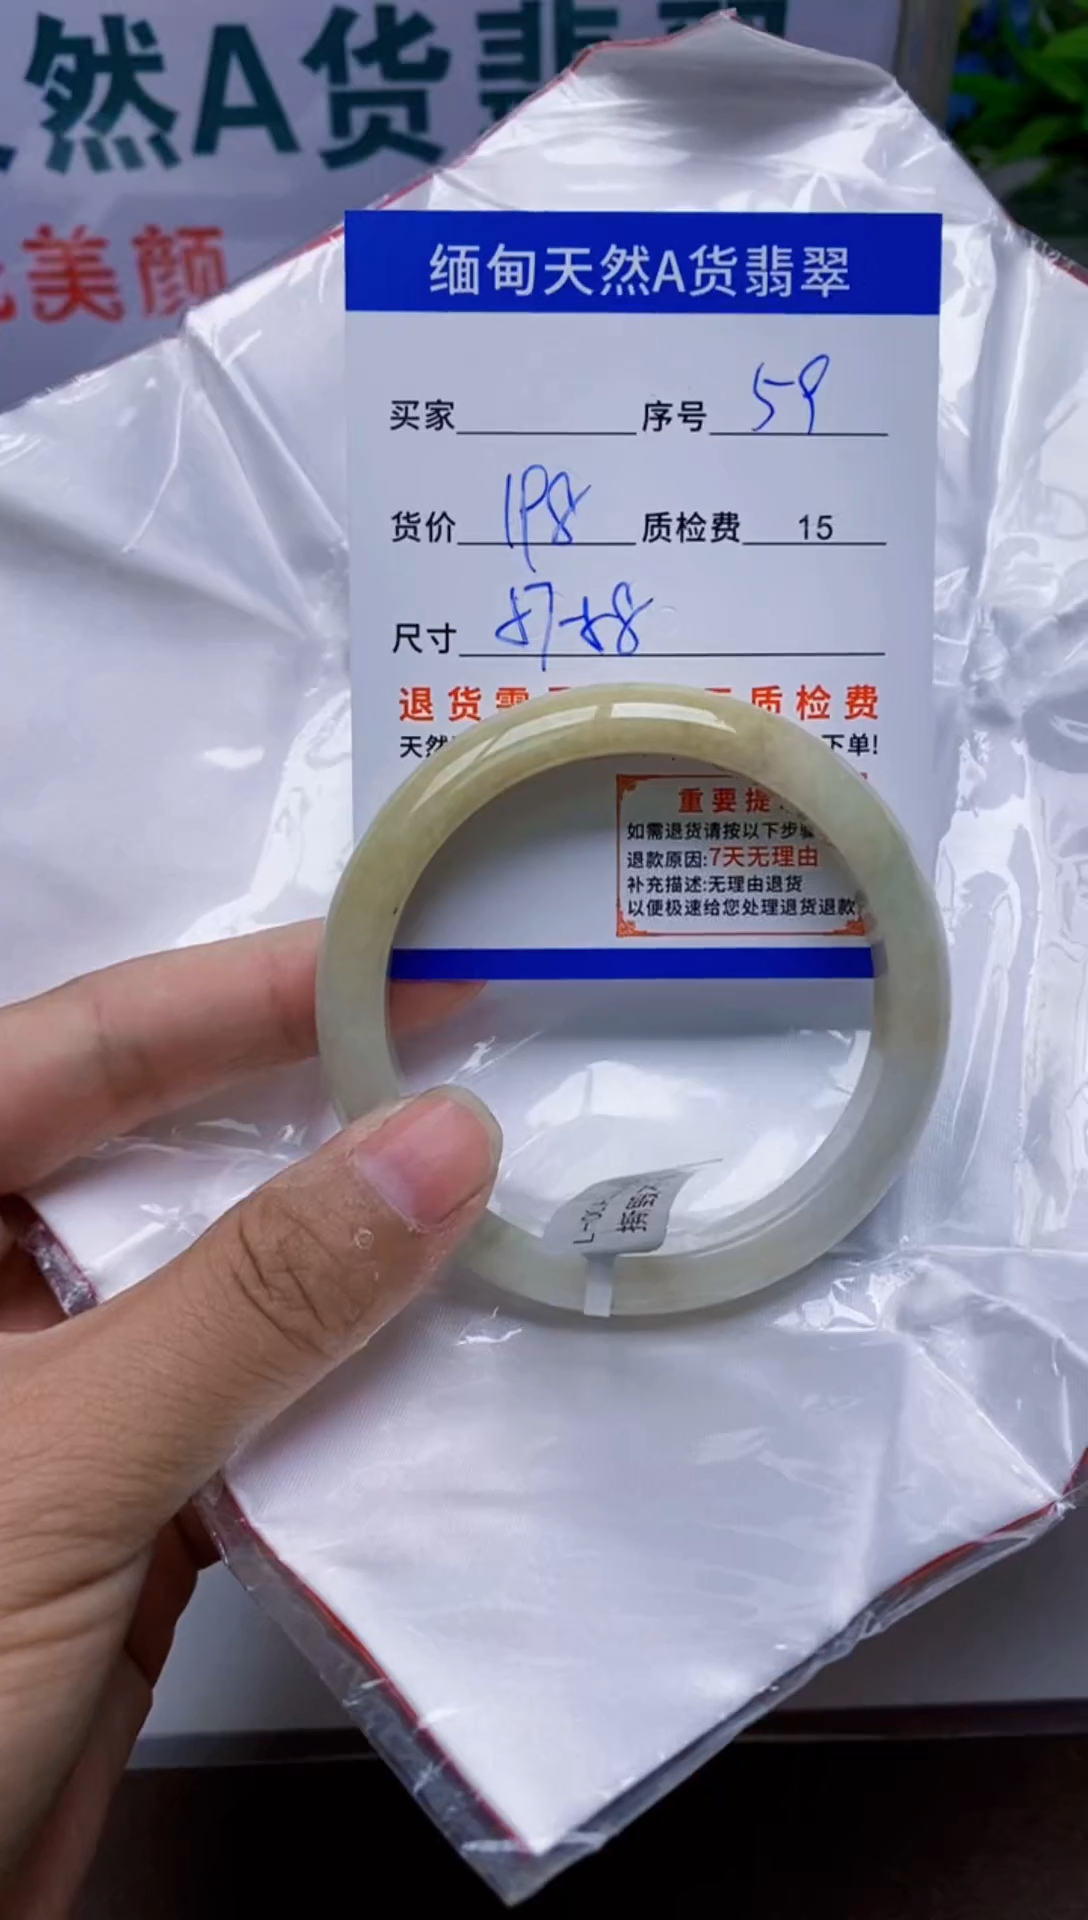 然A货翡翠
美颜
缅甸天然A货翡翠
买家 序号 59
货价 198 质检费 15
尺寸 57-58
退货需 质检费
天然 下单!
重要提
如需退货请按以下步骤
退款原因:7天无理由
补充描述:无理由退货
以便极速给您处理退货退款